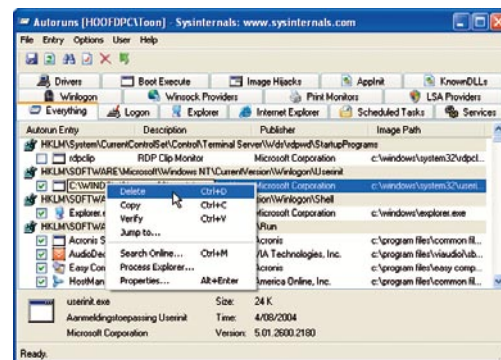 Autoruns [HOOFDPC\Toon] - Sysinternals: www.sysinternals.com
File Entry Options User Help
Drivers Boot Execute Image Hijacks AppInit KnownDLLs
Winlogon Winsock Providers Print Monitors LSA Providers
Everything Logon Explorer Internet Explorer Scheduled Tasks Services
Autorun Entry Description Publisher Image Path
HKLM\System\CurrentControlSet\Control\Terminal Server\Wds\rdpwd\StartupPrograms
rdpclip RDP Clip Monitor Microsoft Corporation c:\windows\system32\rdpcl...
HKLM\SOFTWARE\Microsoft\Windows NT\CurrentVersion\Winlogon\Userinit
C:\WIND Microsoft Corporation c:\windows\system32\useri...
HKLM\SOFTWA ersion\Winlogon\Shell
Explorer.e Microsoft Corporation c:\windows\explorer.exe
HKLM\SOFTWA \Run
Acronis S Acronis c:\program files\common fil...
AudioDec VIA Technologies, Inc. c:\program files\viaudio\sb...
Easy Con Acronis c:\program files\easy comp...
HostMan America Online, Inc. c:\program files\common fil...
Delete Ctrl+D
Copy Ctrl+C
Verify Ctrl+V
Jump to...
Search Online... Ctrl+M
Process Explorer...
Properties... Alt+Enter
userinit.exe Size: 24 K
Aanmeldingstoepassing Userinit Time: 4/08/2004
Microsoft Corporation Version: 5.01.2600.2180
Ready.